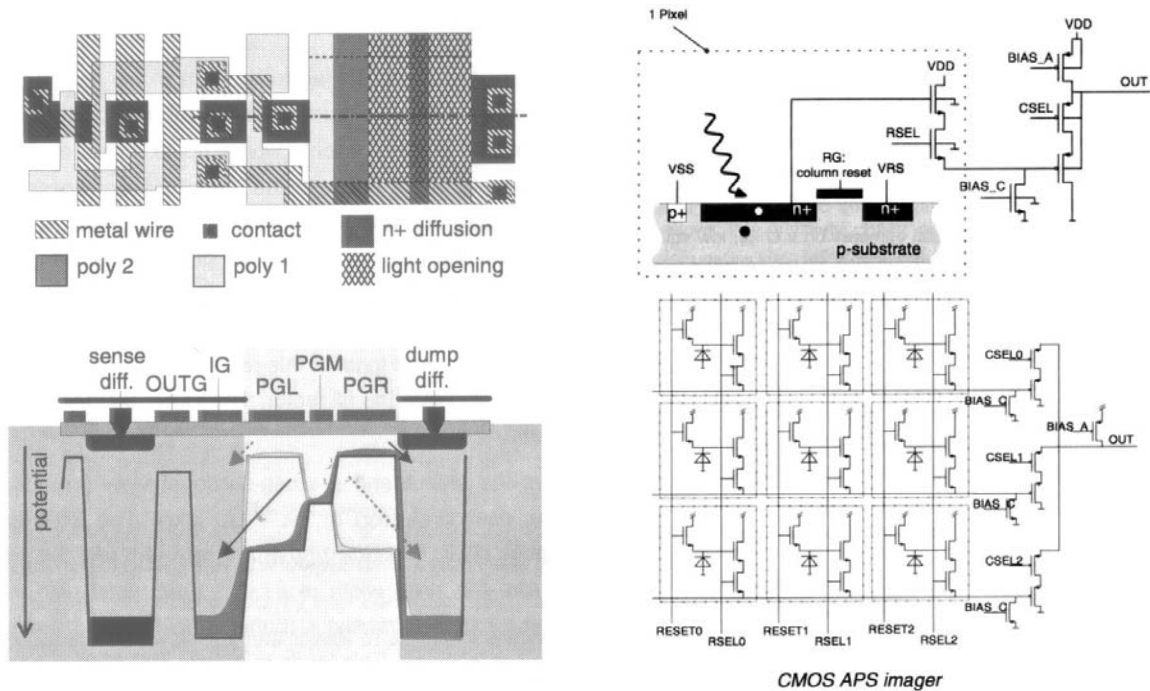 metal wire
contact
n+ diffusion
poly 2
poly 1
light opening
sense diff.
OUTG
IG
PGL
PGM
PGR
dump diff.
potential
1 Pixel
VDD
BIAS_A
OUT
VDD
CSEL
RSEL
RG:
column reset
VSS
VRS
BIAS_C
p+
n+
n+
p-substrate
CSEL0
BIAS_C
BIAS_A
OUT
CSEL1
BIAS_C
CSEL2
BIAS_C
RESET0
RSEL0
RESET1
RSEL1
RESET2
RSEL2
CMOS APS imager